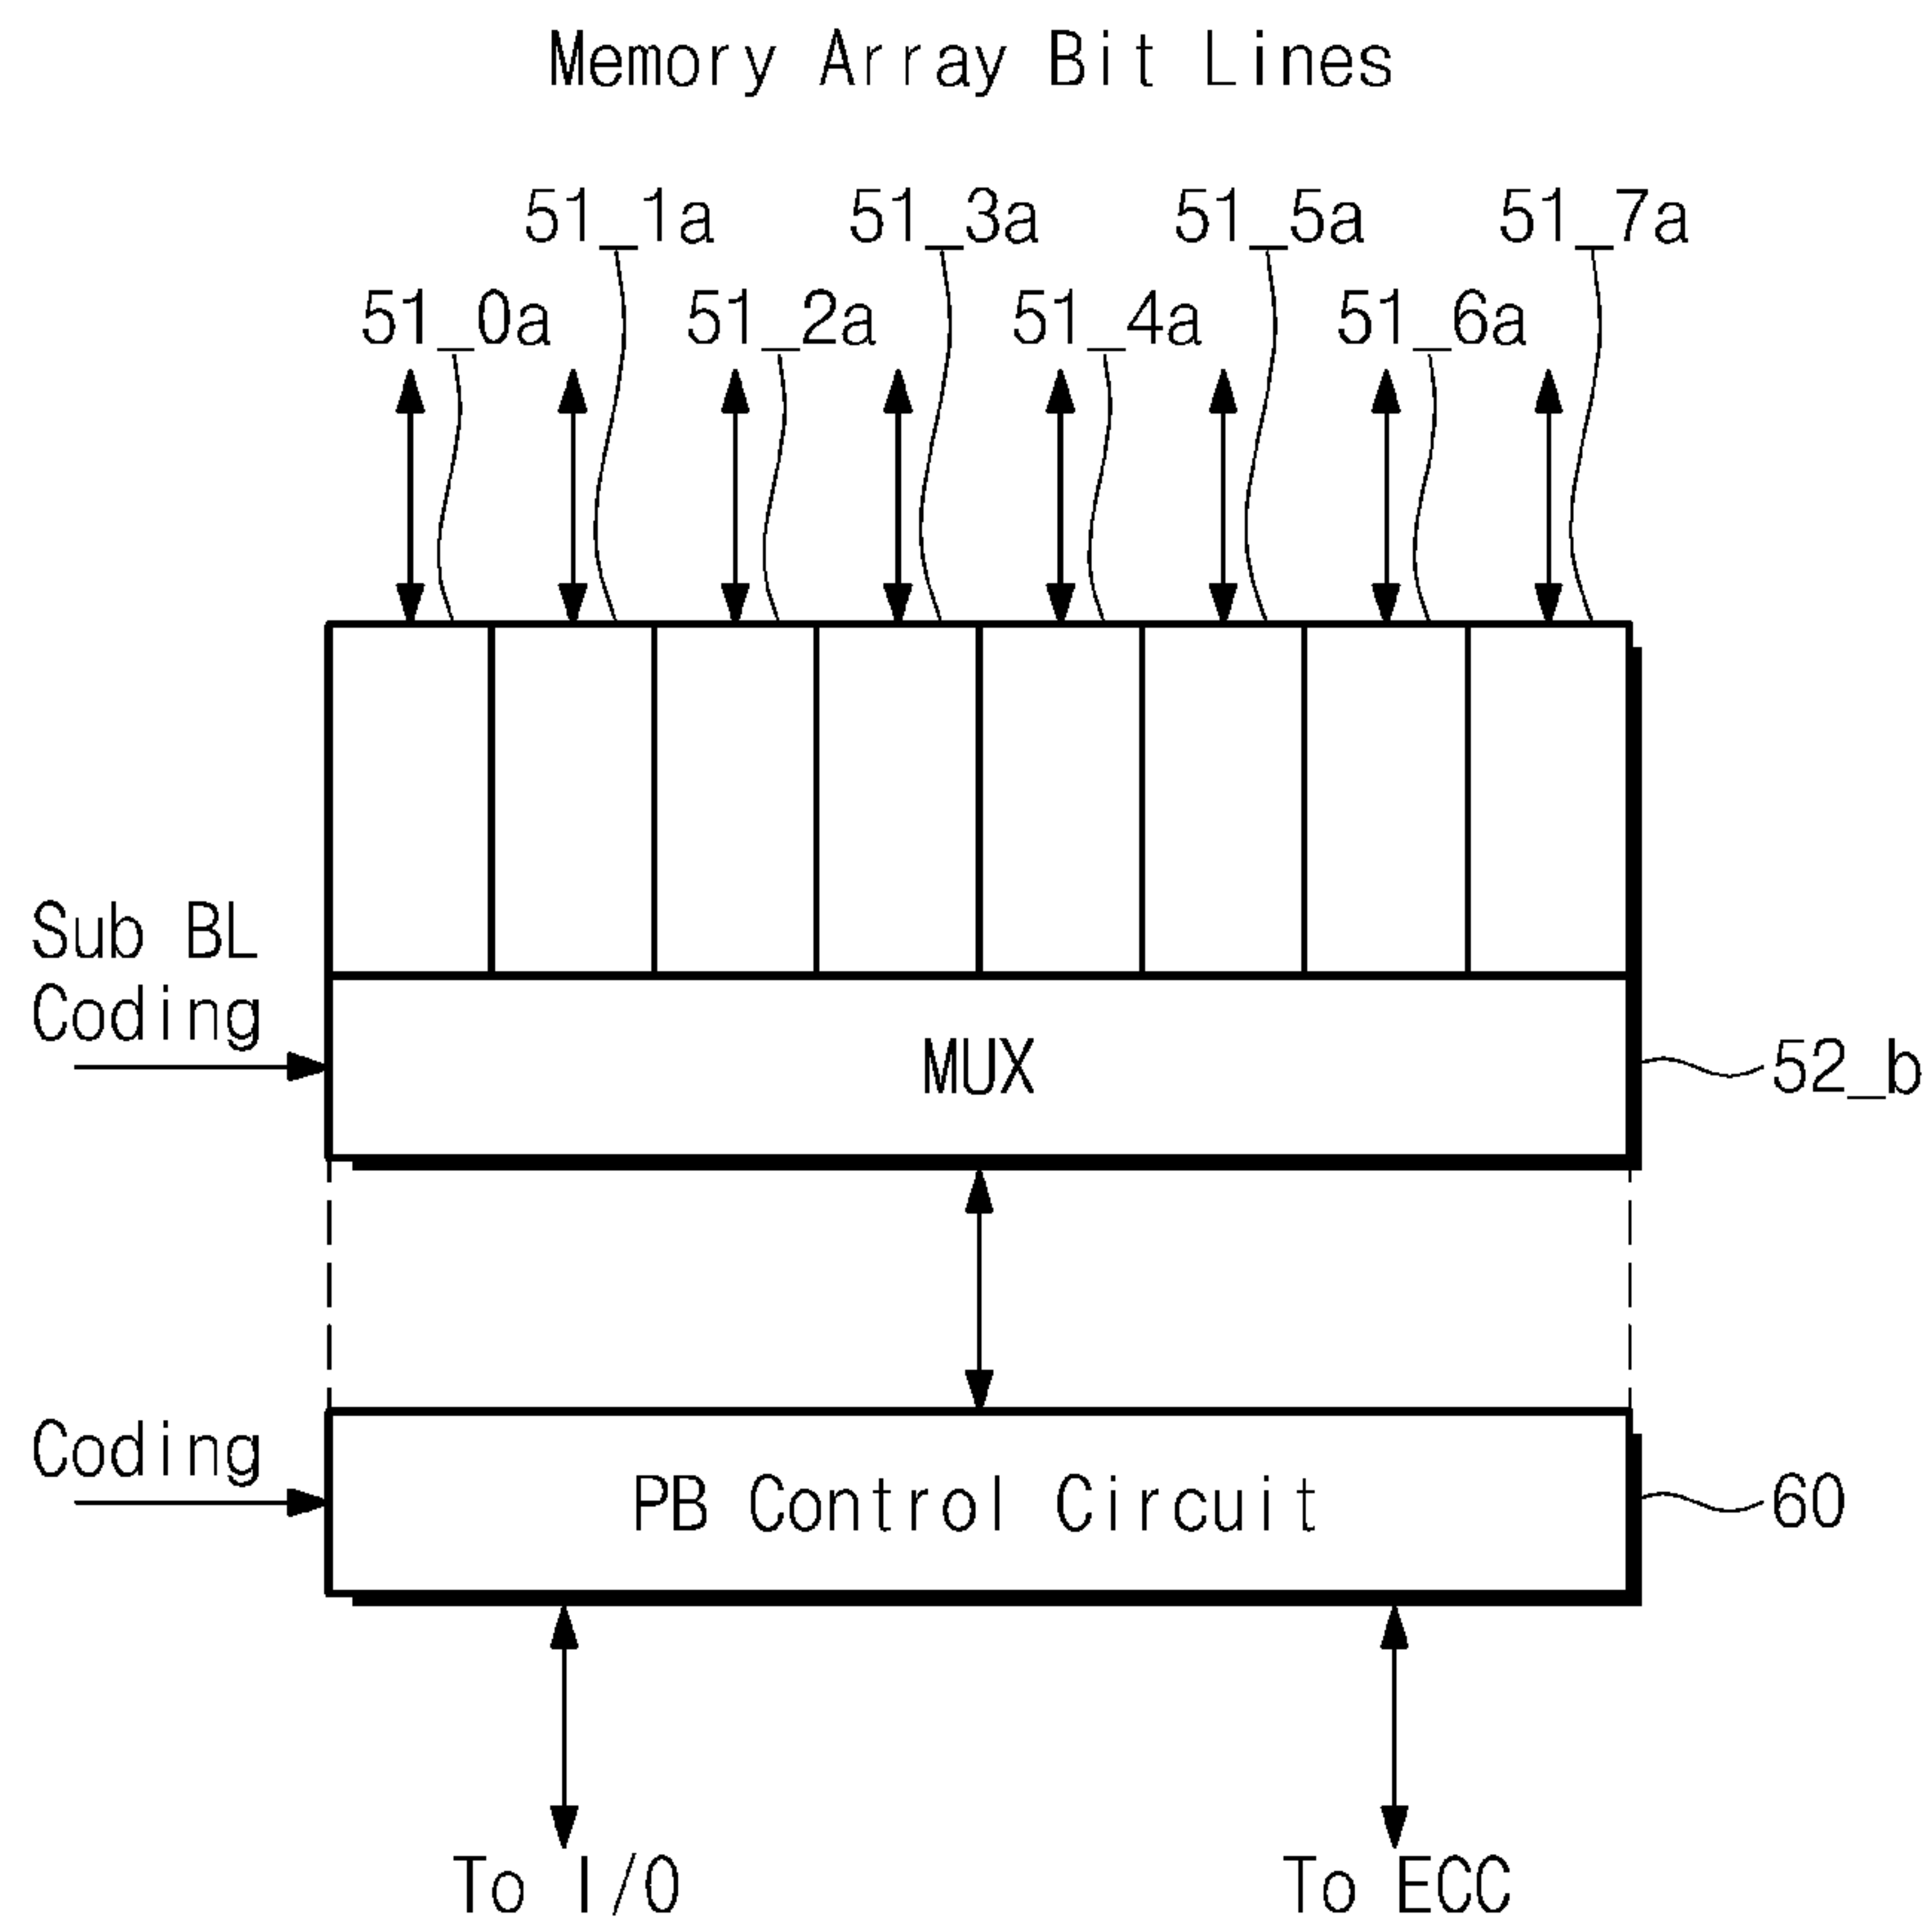 Memory Array Bit Lines
51_1a 51_3a 51_5a 51_7a
51_0a 51_2a 51_4a 51_6a
Sub BL
Coding
MUX
52_b
Coding
PB Control Circuit
60
To I/O
To ECC